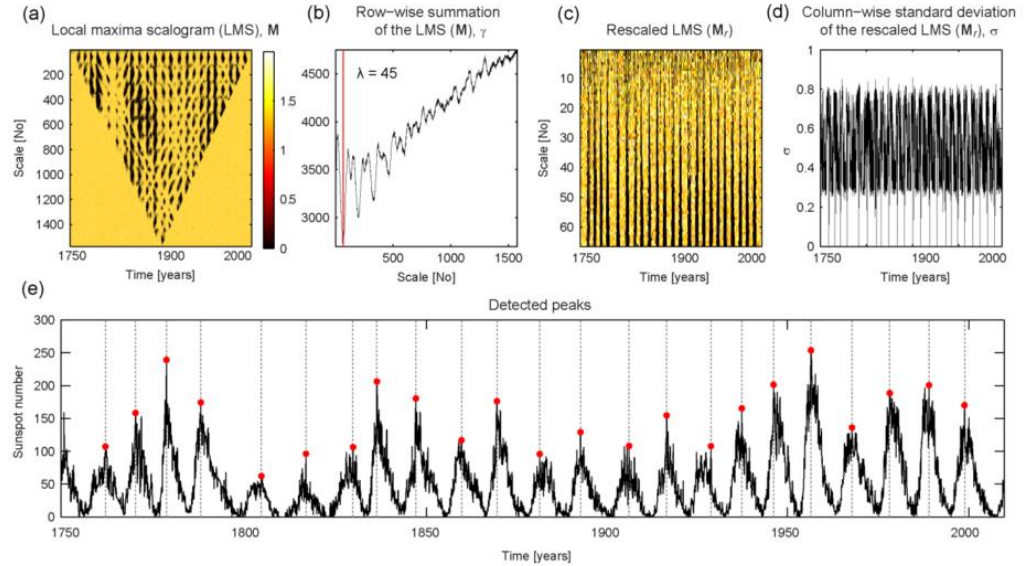 (a)
Local maxima scalogram (LMS), M
200
400
600
800
1000
1200
1400
Scale [No]
1750
1900
2000
Time [years]
1.5
1
0.5
0
(b)
Row−wise summation
of the LMS (M), γ
λ = 45
4500
4000
3500
3000
500
1000
1500
Scale [No]
(c)
Rescaled LMS (Mr)
10
20
30
40
50
60
Scale [No]
1750
1900
2000
Time [years]
(d)
Column−wise standard deviation
of the rescaled LMS (Mr), σ
1
0.8
0.6
0.4
0.2
0
σ
1750
1900
2000
Time [years]
(e)
Detected peaks
300
250
200
150
100
50
0
Sunspot number
1750
1800
1850
1900
1950
2000
Time [years]